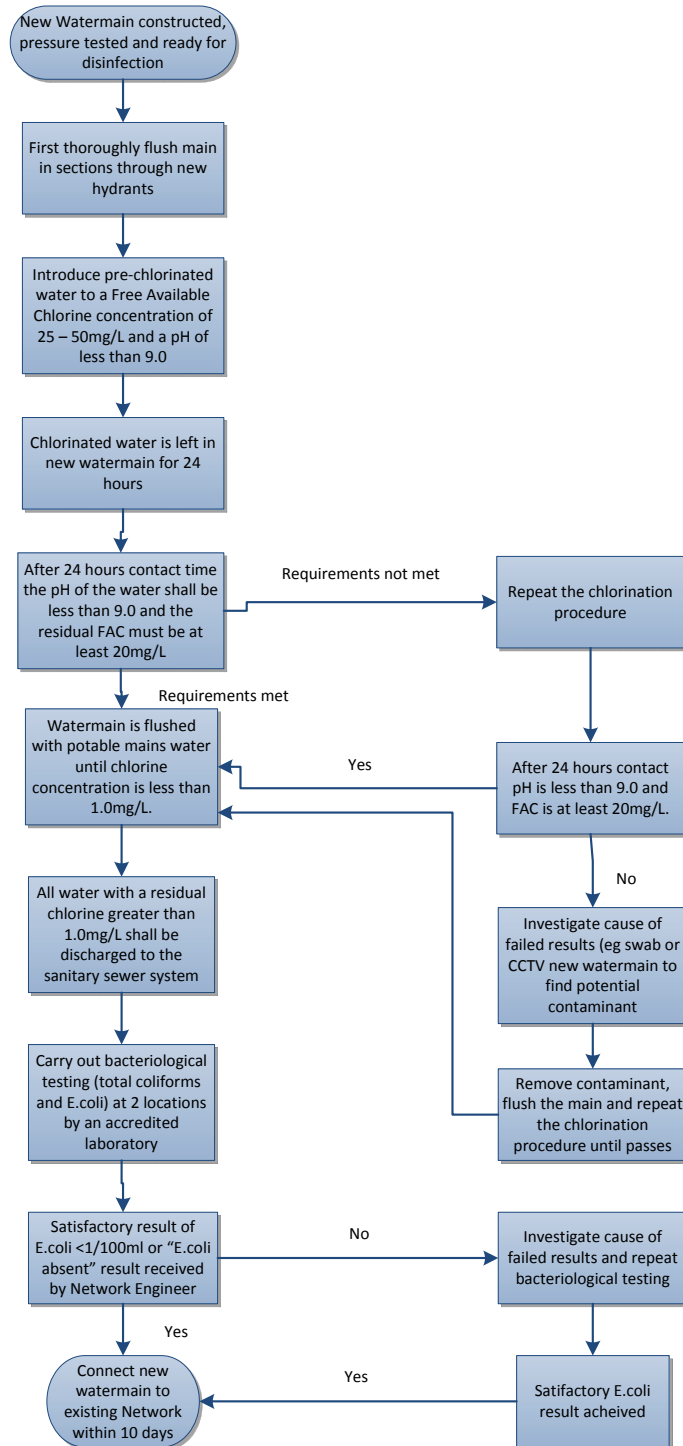 New Watermain constructed,
pressure tested and ready for
disinfection
First thoroughly flush main
in sections through new
hydrants
Introduce pre-chlorinated
water to a Free Available
Chlorine concentration of
25 – 50mg/L and a pH of
less than 9.0
Chlorinated water is left in
new watermain for 24
hours
After 24 hours contact time
the pH of the water shall be
less than 9.0 and the
residual FAC must be at
least 20mg/L
Requirements not met
Repeat the chlorination
procedure
Requirements met
Watermain is flushed
with potable mains water
until chlorine
concentration is less than
1.0mg/L.
Yes
After 24 hours contact
pH is less than 9.0 and
FAC is at least 20mg/L.
No
All water with a residual
chlorine greater than
1.0mg/L shall be
discharged to the
sanitary sewer system
Investigate cause of
failed results (eg swab or
CCTV new watermain to
find potential
contaminant
Carry out bacteriological
testing (total coliforms
and E.coli) at 2 locations
by an accredited
laboratory
Remove contaminant,
flush the main and repeat
the chlorination
procedure until passes
Satisfactory result of
E.coli <1/100ml or “E.coli
absent” result received
by Network Engineer
No
Investigate cause of
failed results and repeat
bacteriological testing
Yes
Connect new
watermain to
existing Network
within 10 days
Yes
Satifactory E.coli
result acheived